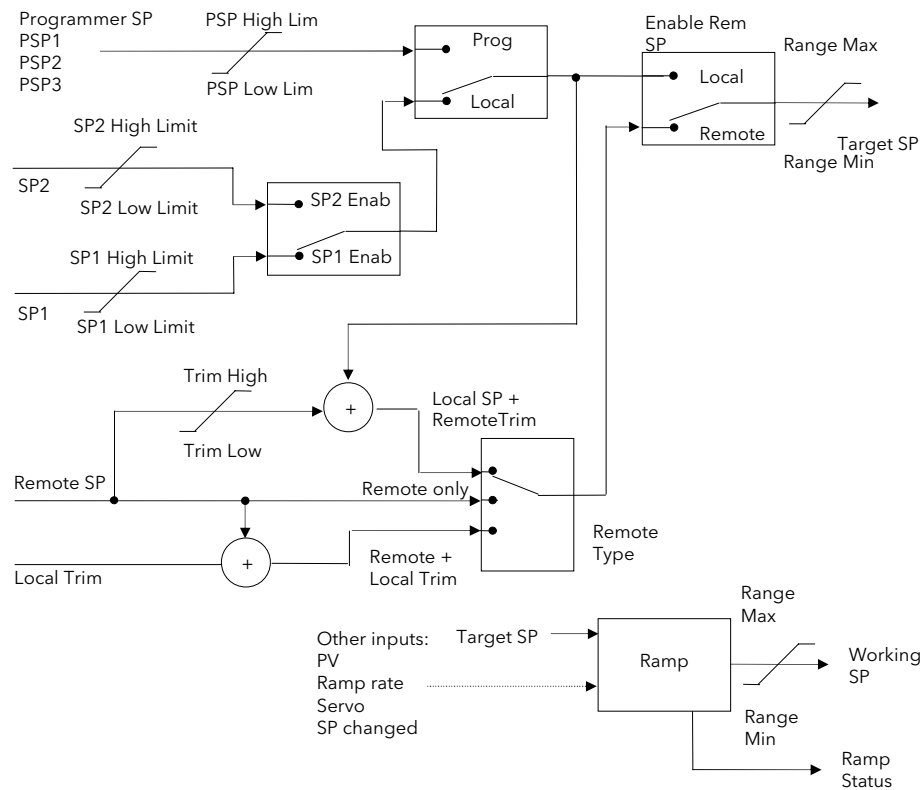 Programmer SP
PSP1
PSP2
PSP3
PSP High Lim
PSP Low Lim
Prog
Local
Enable Rem
SP
Local
Remote
Range Max
Range Min
Target SP
SP2 High Limit
SP2
SP2 Low Limit
SP2 Enab
SP1 Enab
SP1 High Limit
SP1
SP1 Low Limit
Trim High
Trim Low
+
Local SP +
RemoteTrim
Remote SP
Remote only
Remote
Type
+
Local Trim
Remote +
Local Trim
Other inputs:
PV
Ramp rate
Servo
SP changed
Target SP
Ramp
Range
Max
Range
Min
Working
SP
Ramp
Status